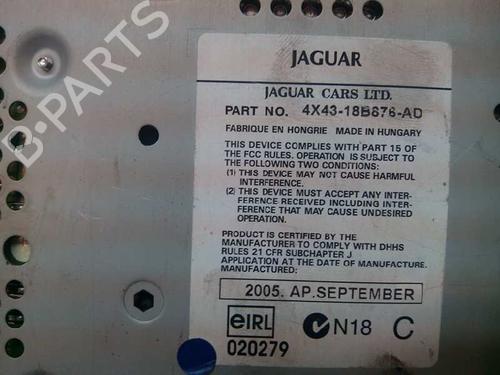 B-PARTS
JAGUAR
JAGUAR CARS LTD.
PART NO. 4X43-18B876-AD
FABRIQUE EN HONGRIE MADE IN HUNGARY
THIS DEVICE COMPLIES WITH PART 15 OF
THE FCC RULES. OPERATION IS SUBJECT TO
THE FOLLOWING TWO CONDITIONS:
(1) THIS DEVICE MAY NOT CAUSE HARMFUL
INTERFERENCE.
(2) THIS DEVICE MUST ACCEPT ANY INTER-
FERENCE RECEIVED INCLUDING INTER-
FERENCE THAT MAY CAUSE UNDESIRED
OPERATION.
PRODUCT IS CERTIFIED BY THE
MANUFACTURER TO COMPLY WITH DHHS
RULES 21 CFR SUBCHAPTER J
APPLICATION AT THE DATE OF MANUFACTURE.
MANUFACTURED:
2005. AP.SEPTEMBER
eIRL
020279
N18
C